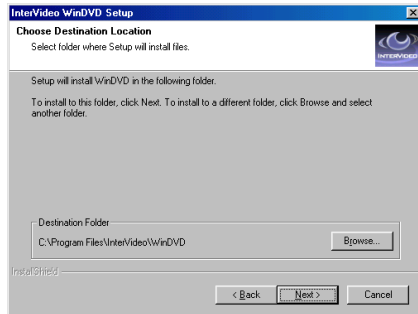 InterVideo WinDVD Setup
Choose Destination Location
Select folder where Setup will install files.
INTERVIDEO
Setup will install WinDVD in the following folder.
To install to this folder, click Next. To install to a different folder, click Browse and select
another folder.
Destination Folder
C:\Program Files\InterVideo\WinDVD
Browse...
InstallShield
< Back
Next >
Cancel